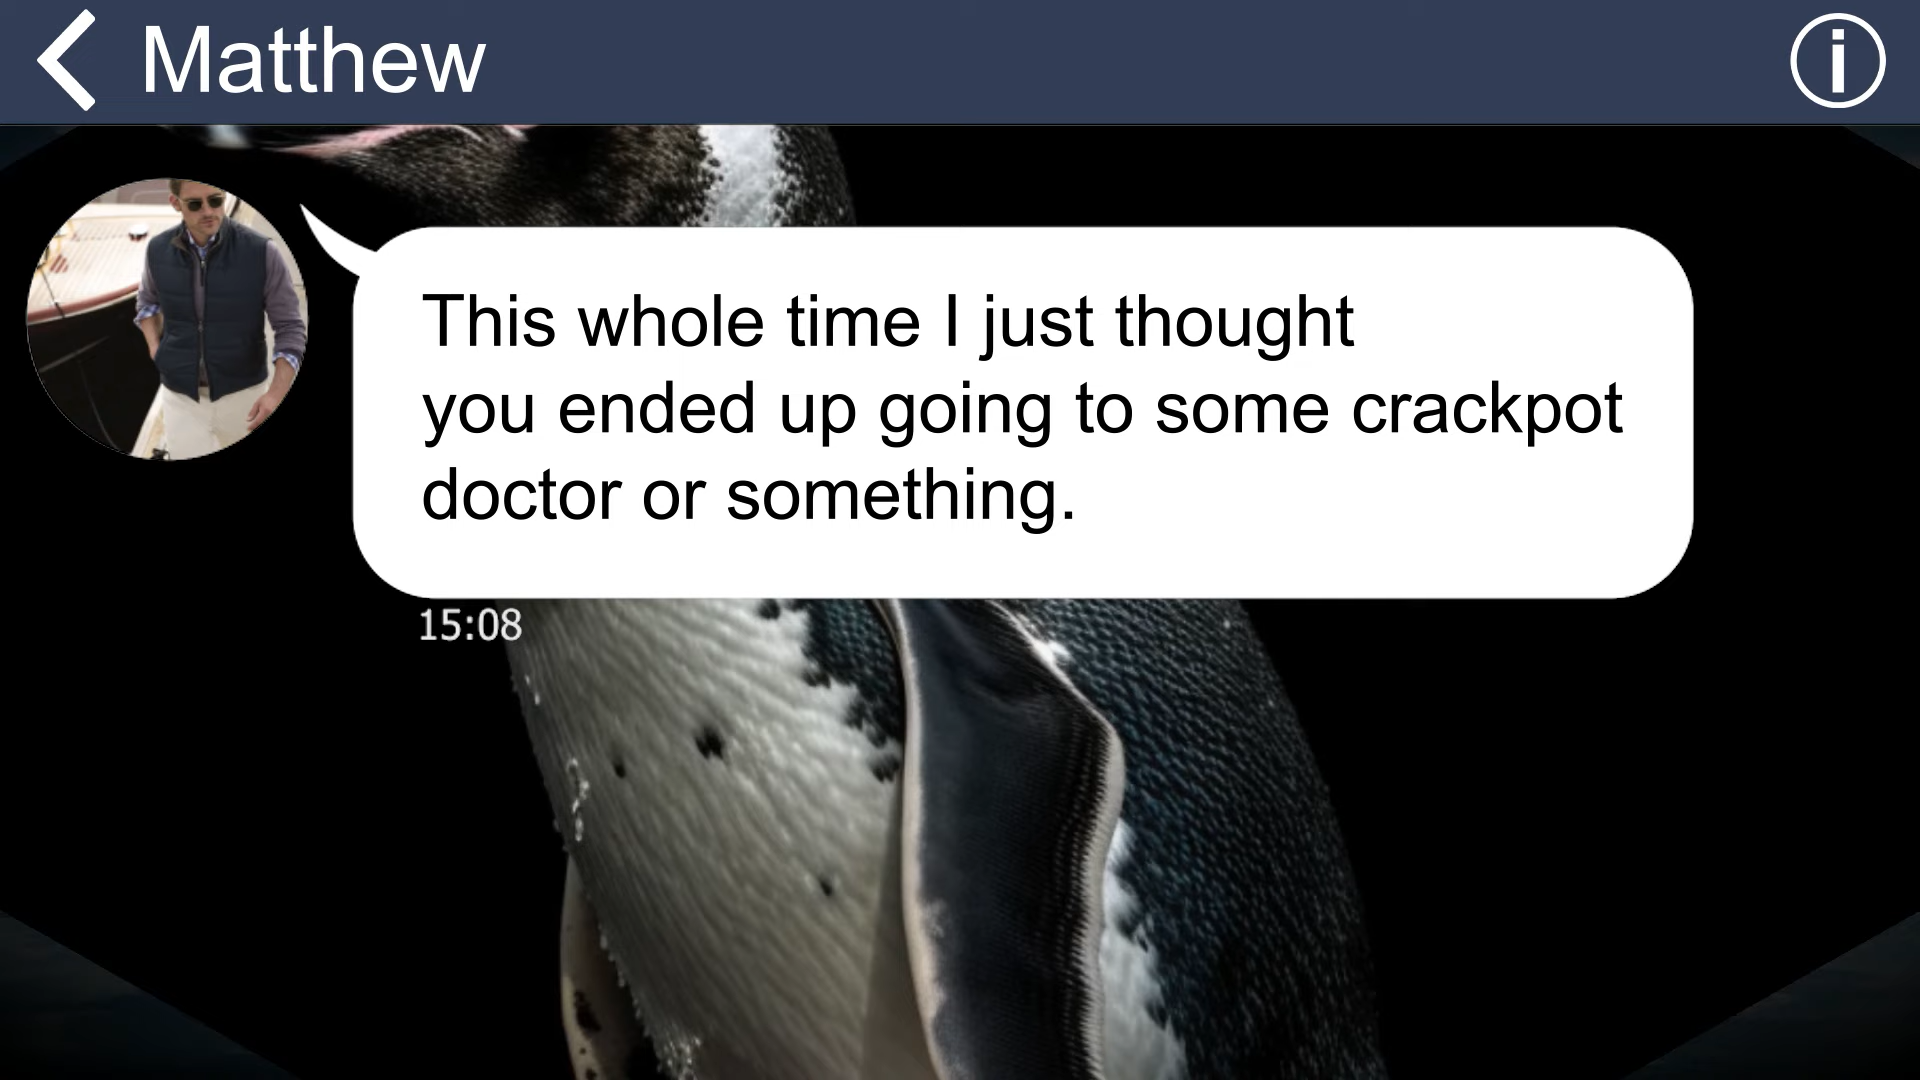 Matthew
This whole time I just thought
you ended up going to some crackpot
doctor or something.
15:08